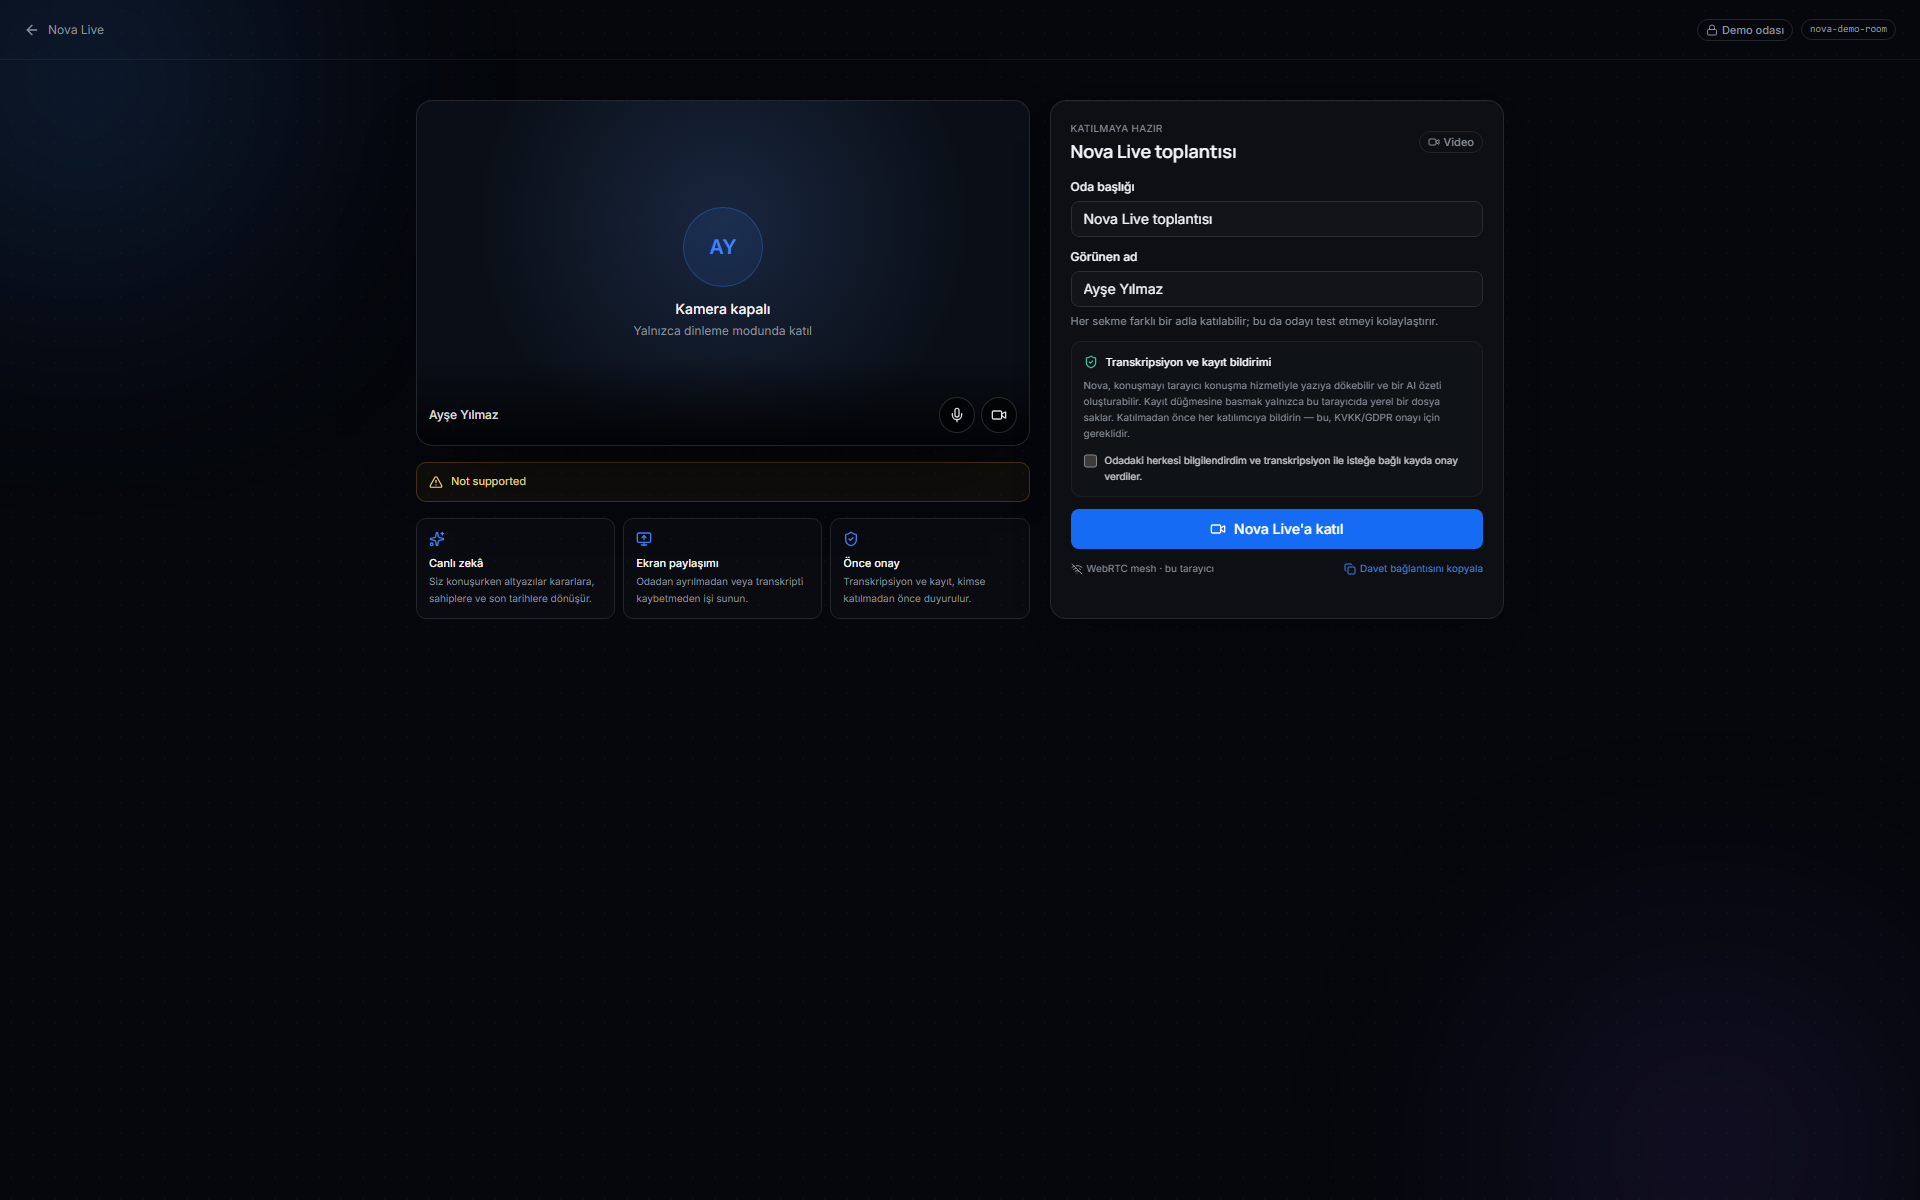 Nova Live
Demo odası
nova-demo-room
AY
Kamera kapalı
Yalnızca dinleme modunda katıl
Ayşe Yılmaz
Not supported
Canlı zekâ
Siz konuşurken altyazılar kararlara,
sahiplere ve son tarihlere dönüşür.
Ekran paylaşımı
Odadan ayrılmadan veya transkripti
kaybetmeden işi sunun.
Önce onay
Transkripsiyon ve kayıt, kimse
katılmadan önce duyurulur.
KATILMAYA HAZIR
Nova Live toplantısı
Video
Oda başlığı
Nova Live toplantısı
Görünen ad
Ayşe Yılmaz
Her sekme farklı bir adla katılabilir; bu da odayı test etmeyi kolaylaştırır.
Transkripsiyon ve kayıt bildirimi
Nova, konuşmayı tarayıcı konuşma hizmetiyle yazıya dökebilir ve bir AI özeti
oluşturabilir. Kayıt düğmesine basmak yalnızca bu tarayıcıda yerel bir dosya
saklar. Katılmadan önce her katılımcıya bildirin — bu, KVKK/GDPR onayı için
gereklidir.
Odadaki herkesi bilgilendirdim ve transkripsiyon ile isteğe bağlı kayda onay
verdiler.
Nova Live'a katıl
WebRTC mesh · bu tarayıcı
Davet bağlantısını kopyala